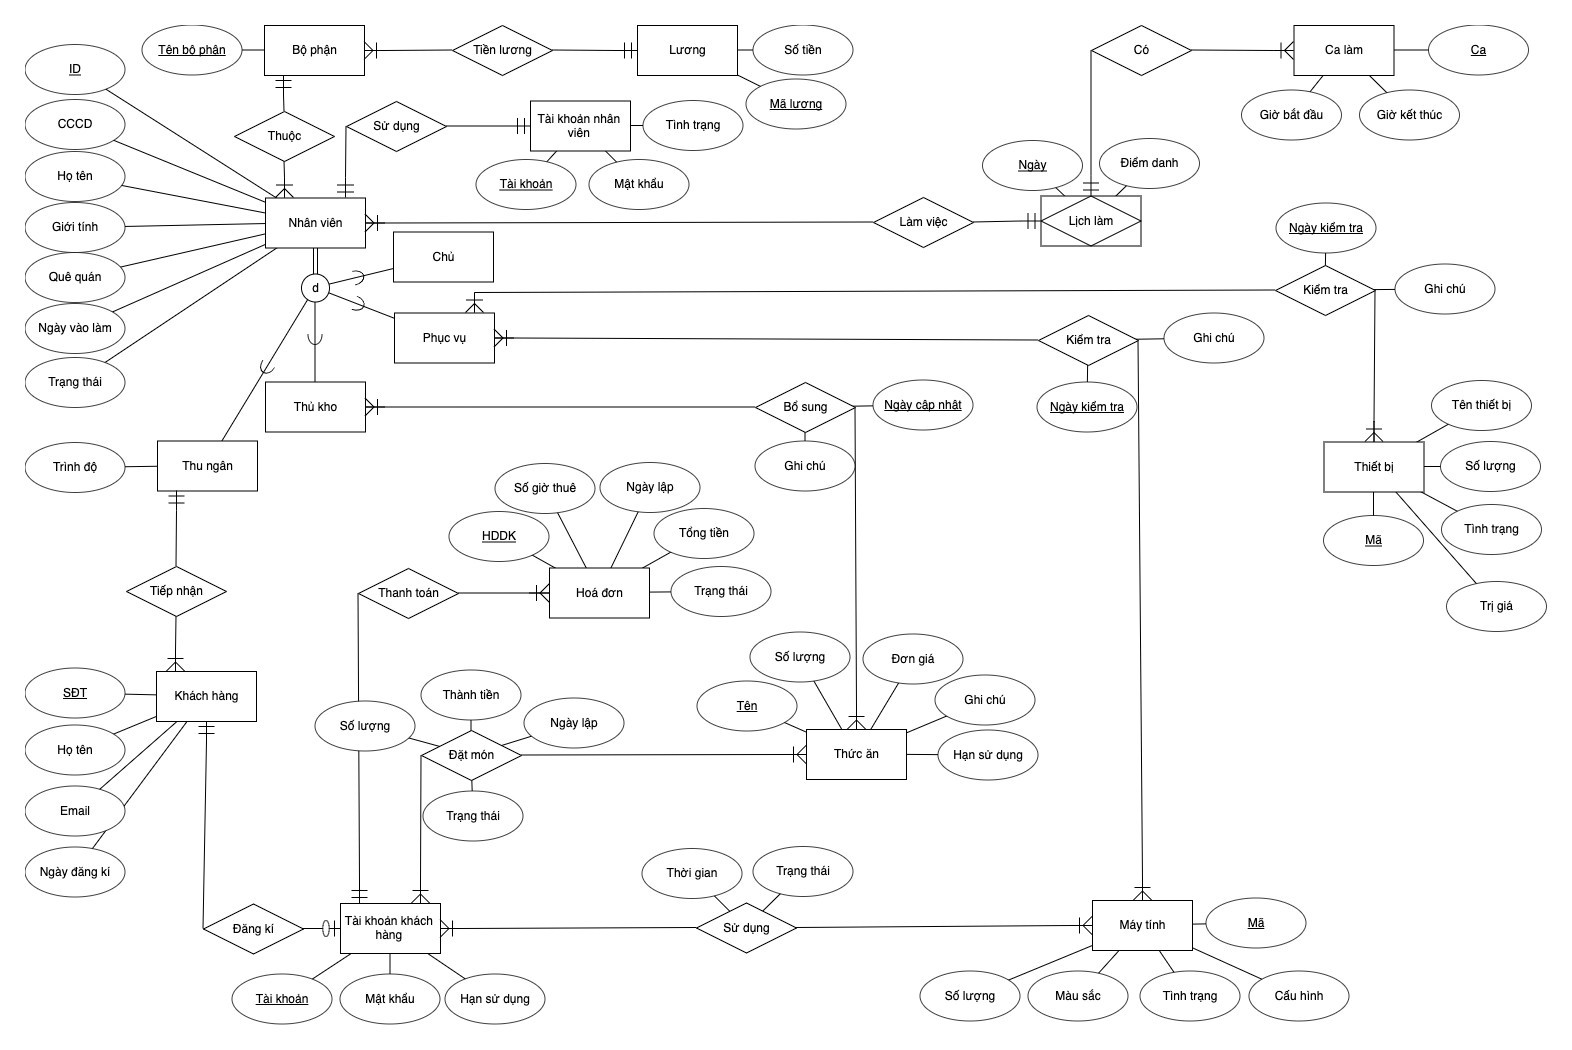 Tên bộ phân
Bộ phận
Tiền lương
Lương
Số tiền
Mã lương
Có
Ca làm
Ca
Giờ bắt đầu
Giờ kết thúc
ID
CCCD
Họ tên
Giới tính
Quê quán
Ngày vào làm
Trạng thái
Thuộc
Sử dụng
Tài khoản nhân
viên
Tình trạng
Tài khoản
Mật khẩu
Nhân viên
Làm việc
Ngày
Điểm danh
Lịch làm
Chủ
d
Phục vụ
Thủ kho
Thu ngân
Trình độ
Ngày kiểm tra
Kiểm tra
Ghi chú
Kiểm tra
Ghi chú
Ngày kiểm tra
Bổ sung
Ngày cập nhật
Ghi chú
Tên thiết bị
Thiết bị
Số lượng
Tình trạng
Mã
Trị giá
Số giờ thuê
Ngày lập
HDDK
Tổng tiền
Thanh toán
Hoá đơn
Trạng thái
Tiếp nhận
SĐT
Khách hàng
Họ tên
Email
Ngày đăng kí
Số lượng
Thành tiền
Ngày lập
Đặt món
Trạng thái
Số lượng
Đơn giá
Tên
Ghi chú
Thức ăn
Hạn sử dụng
Đăng kí
Tài khoản khách
hàng
Tài khoản
Mật khẩu
Hạn sử dụng
Thời gian
Trạng thái
Sử dụng
Máy tính
Mã
Số lượng
Màu sắc
Tình trạng
Cấu hình